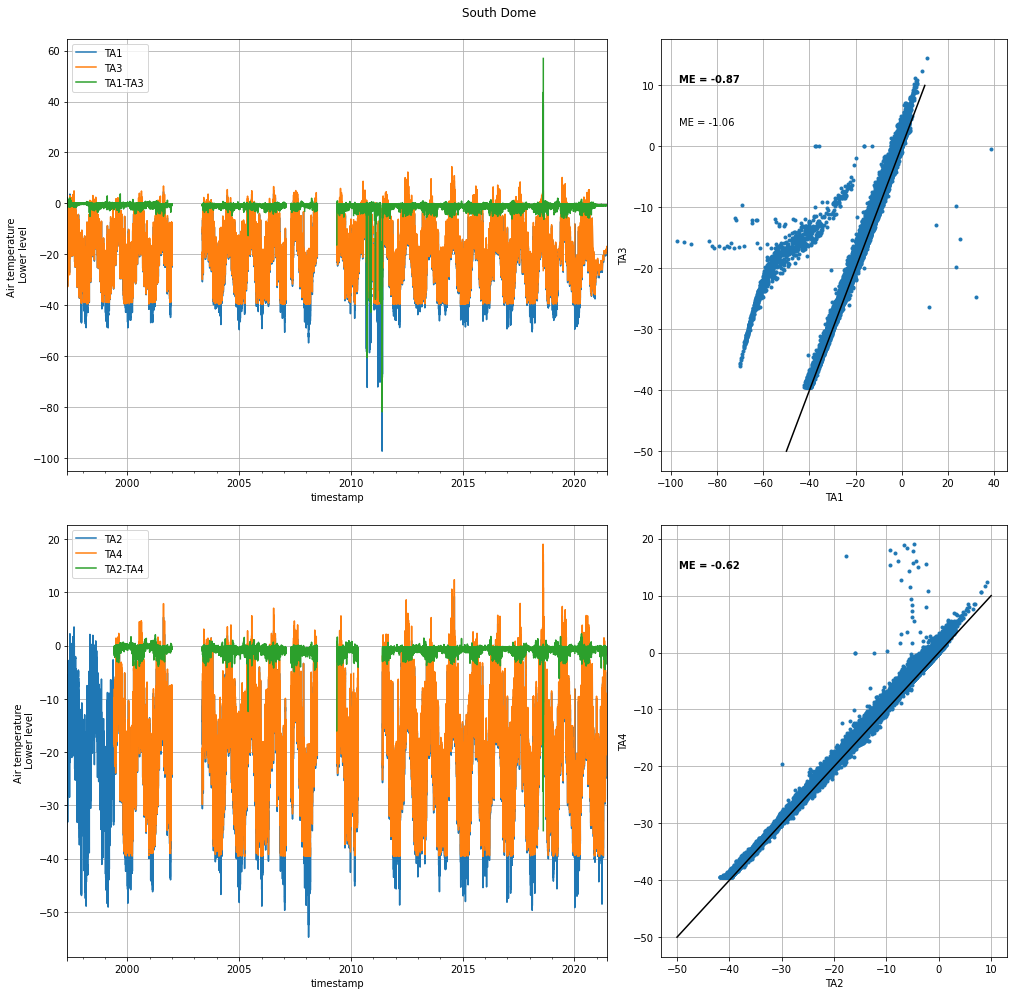 South Dome
TA1
TA3
TA1-TA3
60
40
20
0
−20
−40
−60
−80
−100
Air temperature
Lower level
2000
2005
2010
2015
2020
timestamp
ME = -0.87
ME = -1.06
10
0
−10
−20
−30
−40
−50
TA3
−100
−80
−60
−40
−20
0
20
40
TA1
TA2
TA4
TA2-TA4
20
10
0
−10
−20
−30
−40
−50
Air temperature
Lower level
2000
2005
2010
2015
2020
timestamp
ME = -0.62
20
10
0
−10
−20
−30
−40
−50
TA4
−50
−40
−30
−20
−10
0
10
TA2